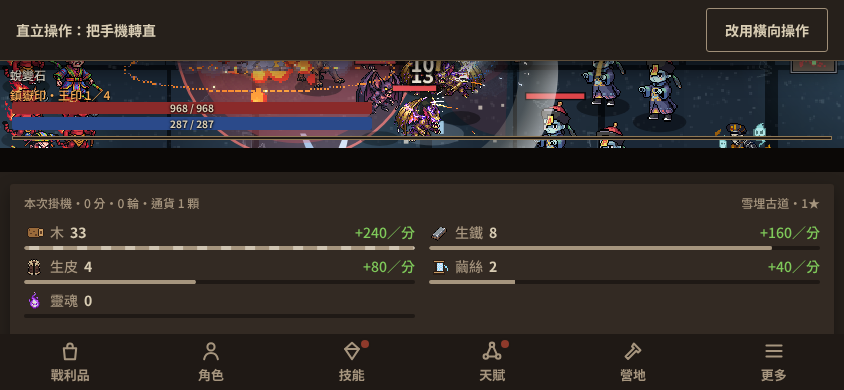 直立操作：把手機轉直
改用橫向操作
蛻變石
鎮嶽印・王印 1／4
968 / 968
287 / 287
13
本次掛機・0 分・0 輪・通貨 1 顆
雪埋古道・1★
木 33 +240／分
生鐵 8 +160／分
生皮 4 +80／分
繭絲 2 +40／分
靈魂 0
戰利品
角色
技能
天賦
營地
更多